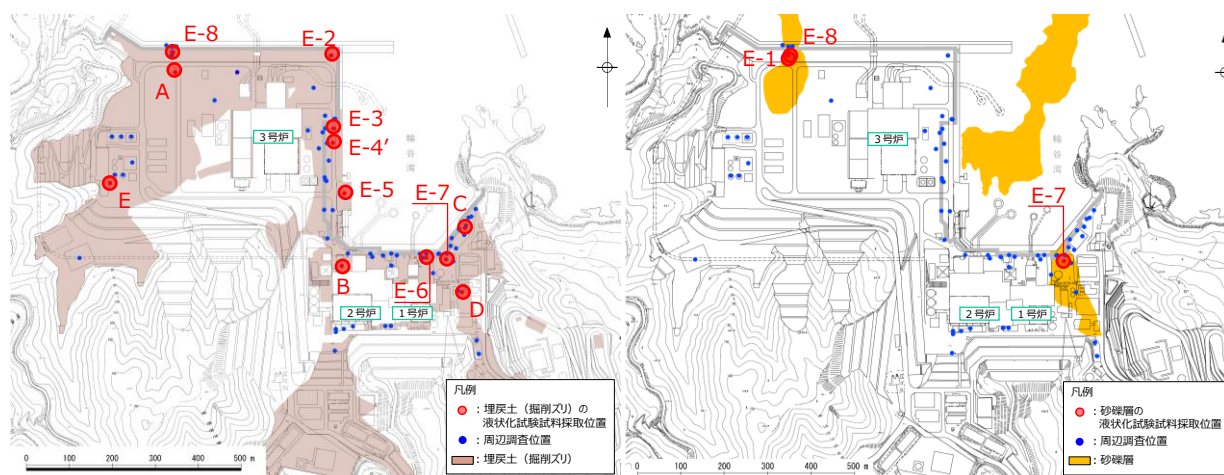 E-8
E-2
A
E-3
3号炉
E-4’
輪谷湾
E
E-5
E-7
C
B
E-6
D
2号炉
1号炉
凡例
：埋戻土（掘削ズリ）の
液状化試験試料採取位置
：周辺調査位置
：埋戻土（掘削ズリ）
0 100 200 300 400 500 m
E-8
E-1
3号炉
輪谷湾
E-7
2号炉
1号炉
凡例
：砂礫層の
液状化試験試料採取位置
：周辺調査位置
：砂礫層
0 100 200 300 400 500 m